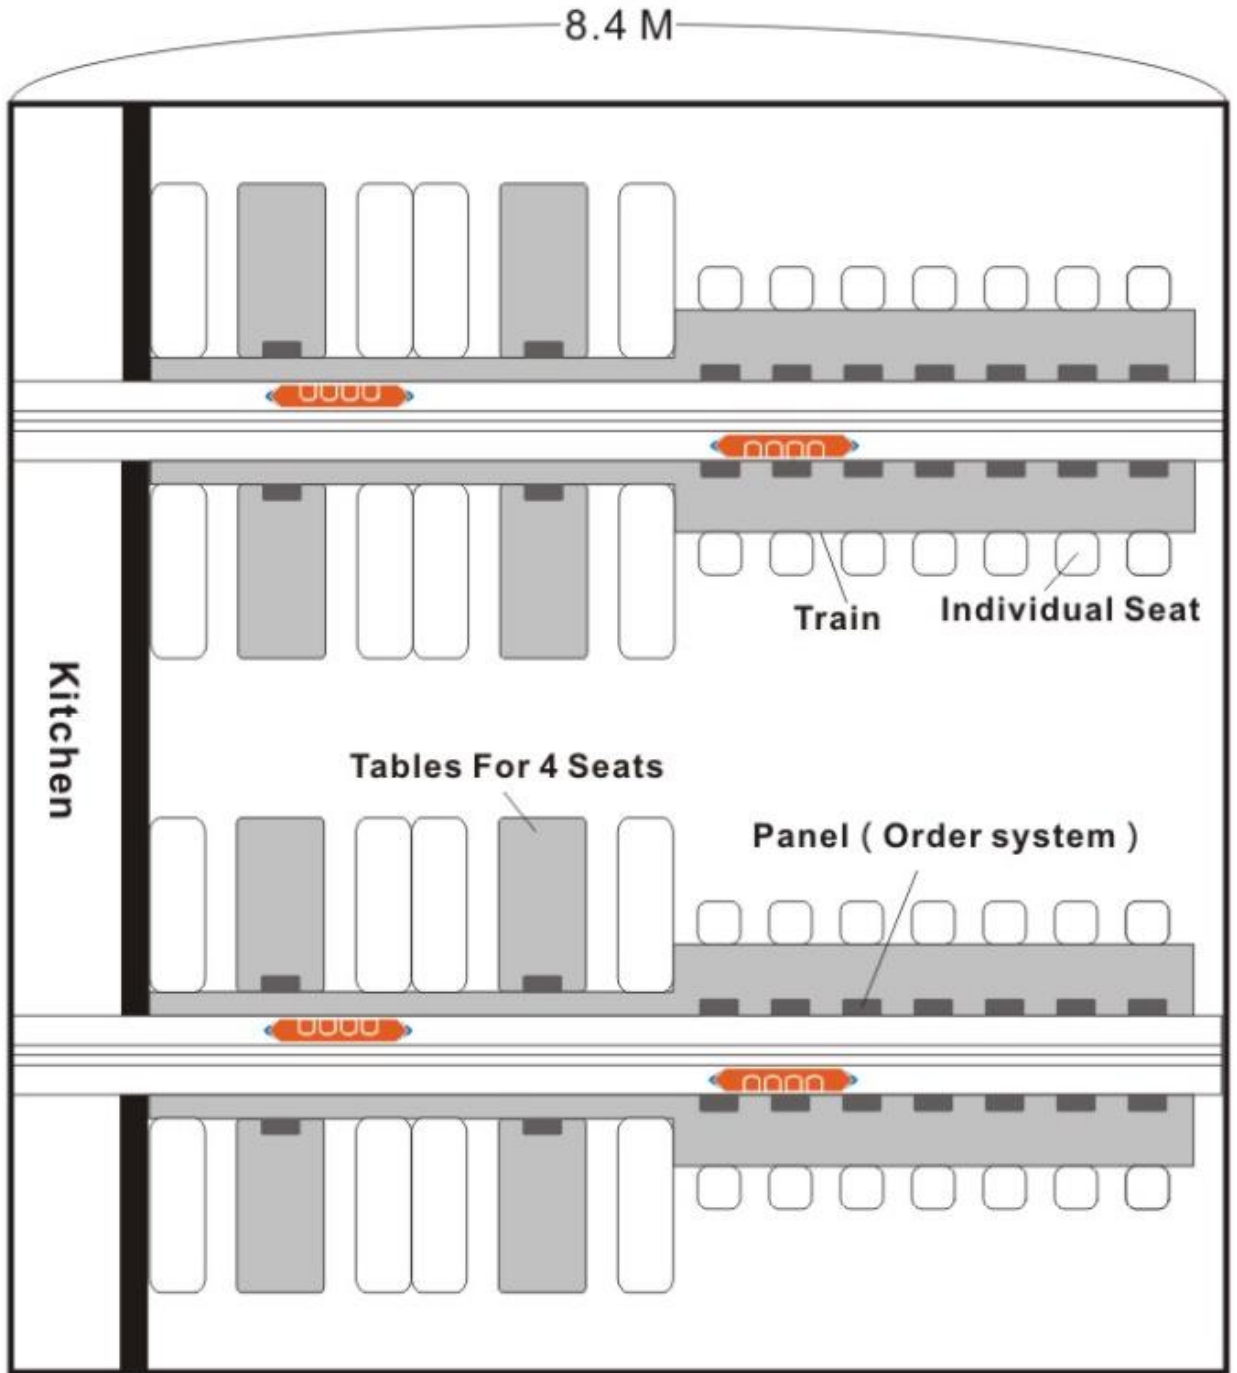 8.4 M
Train
Individual Seat
Kitchen
Tables For 4 Seats
Panel ( Order system )